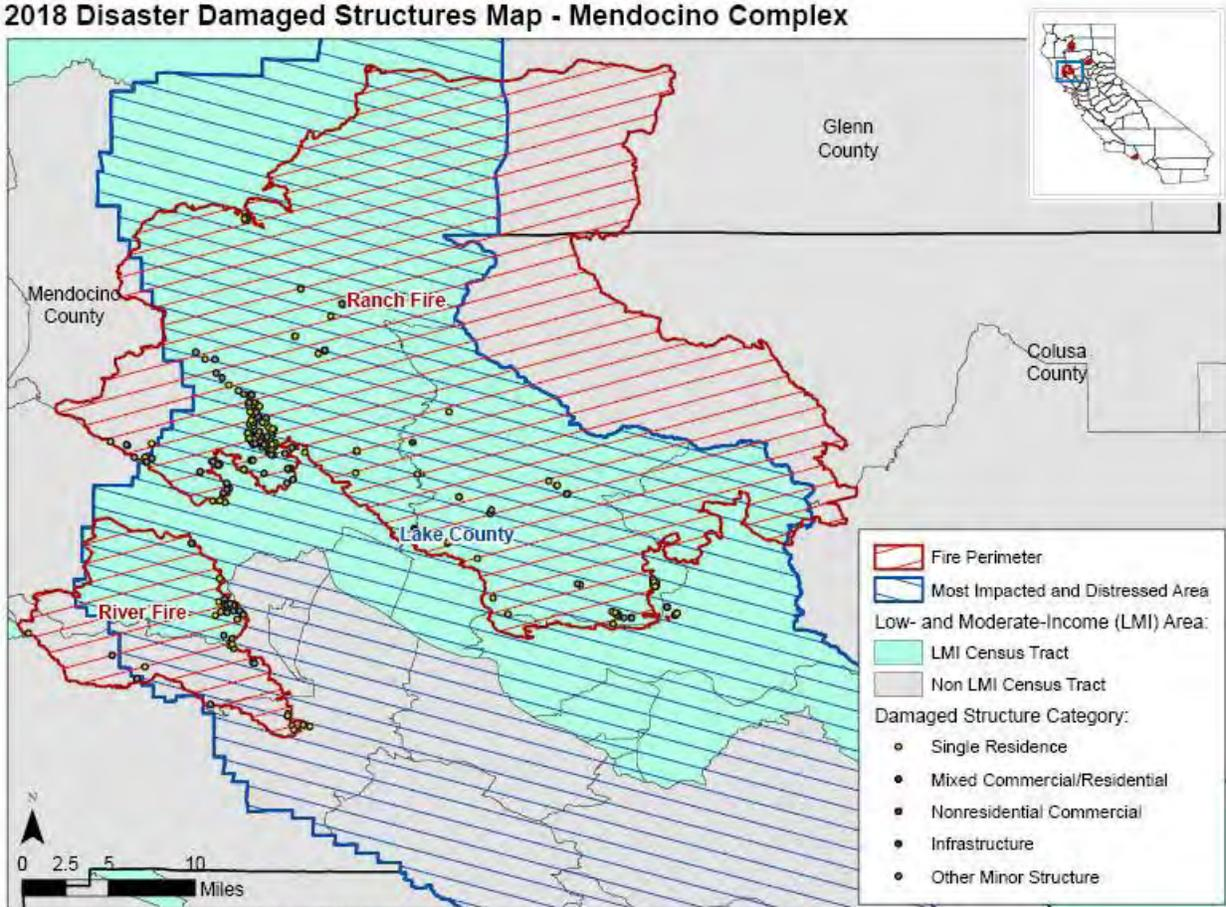 2018 Disaster Damaged Structures Map - Mendocino Complex
Glenn
County
Mendocino
County
Ranch Fire
Colusa
County
Lake County
River Fire
Fire Perimeter
Most Impacted and Distressed Area
Low- and Moderate-Income (LMI) Area:
LMI Census Tract
Non LMI Census Tract
Damaged Structure Category:
Single Residence
Mixed Commercial/Residential
Nonresidential Commercial
Infrastructure
Other Minor Structure
N
0 2.5 5 10
Miles